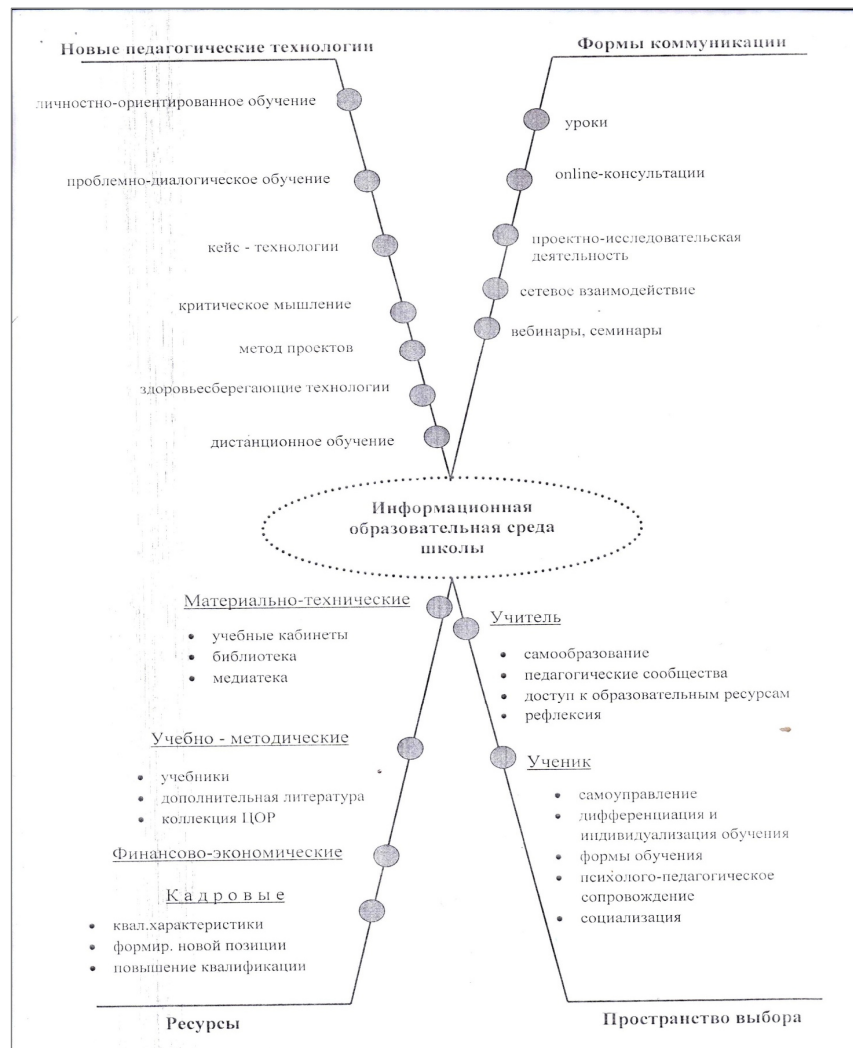 Новые педагогические технологии
личностно-ориентированное обучение
проблемно-диалогическое обучение
кейс - технологии
критическое мышление
метод проектов
здоровьесберегающие технологии
дистанционное обучение
Формы коммуникации
уроки
online-консультации
проектно-исследовательская
деятельность
сетевое взаимодействие
вебинары, семинары
Информационная
образовательная среда
школы
Материально-технические
• учебные кабинеты
• библиотека
• медиатека
Учебно - методические
• учебники
• дополнительная литература
• коллекция ЦОР
Финансово-экономические
К а д р о в ы е
• квал.характеристики
• формир. новой позиции
• повышение квалификации
Ресурсы
Учитель
• самообразование
• педагогические сообщества
• доступ к образовательным ресурсам
• рефлексия
Ученик
• самоуправление
• дифференциация и
индивидуализация обучения
• формы обучения
• психолого-педагогическое
сопровождение
• социализация
Пространство выбора